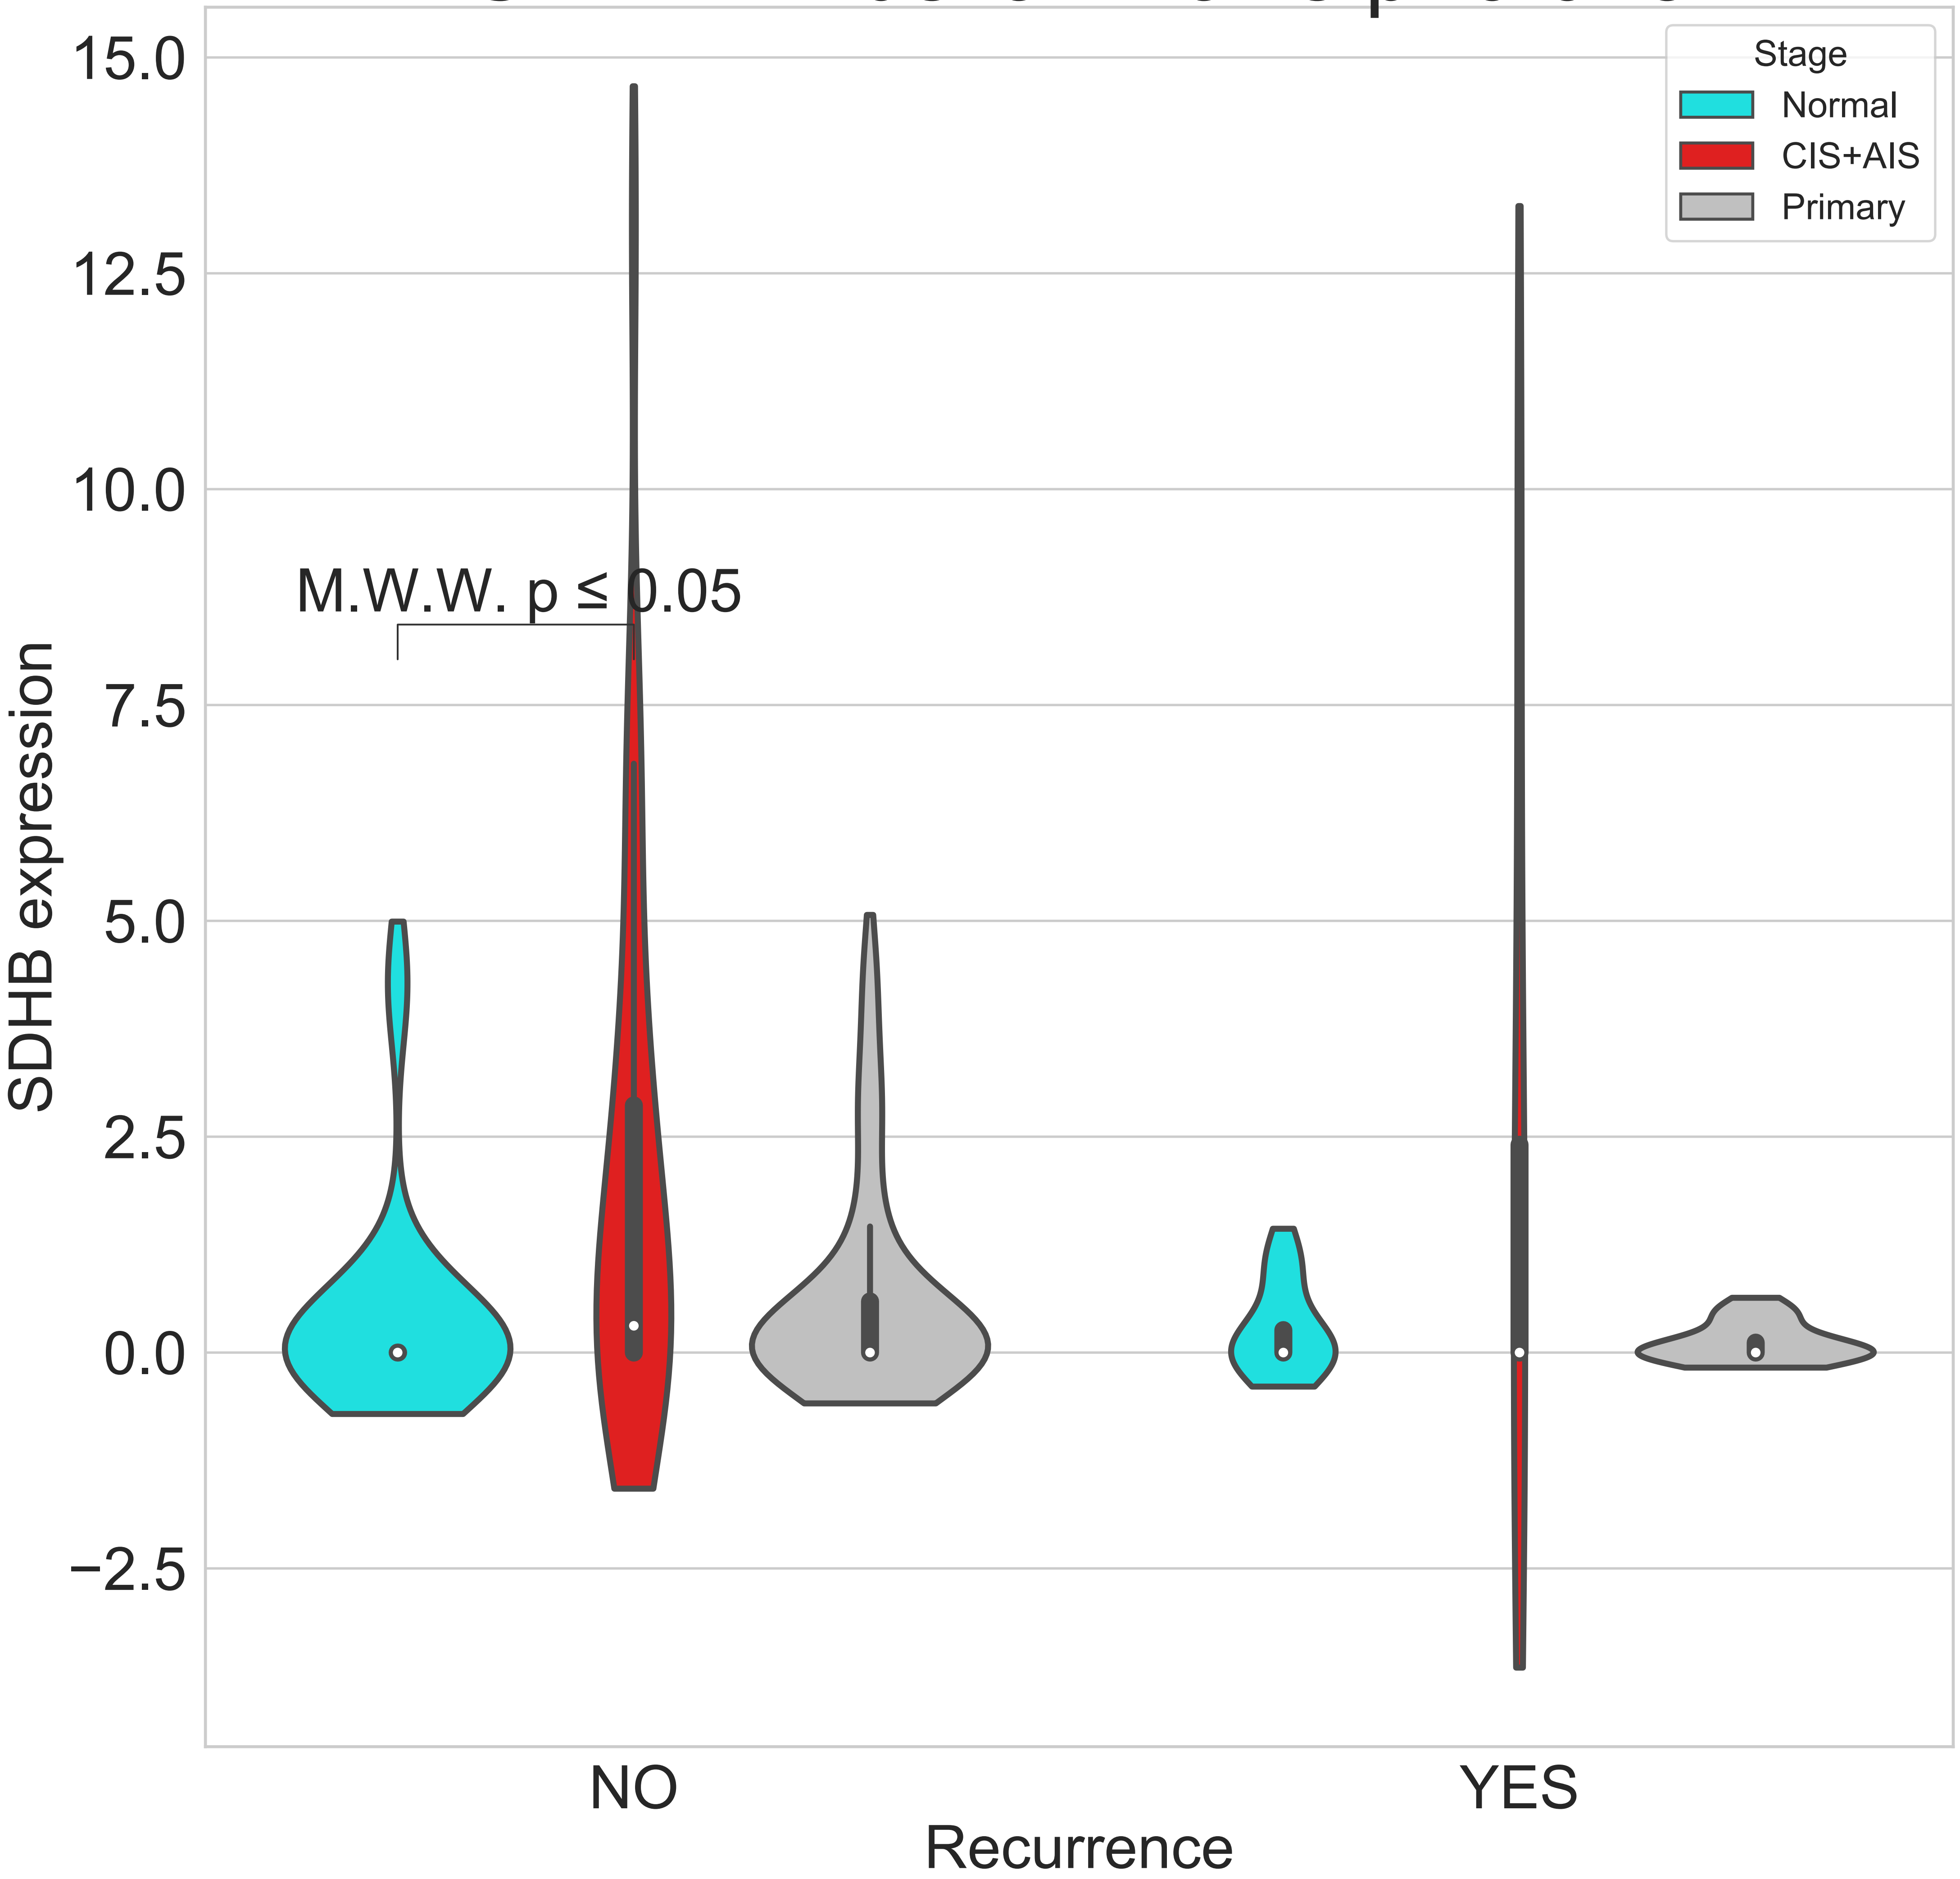 15.0
12.5
10.0
7.5
5.0
2.5
0.0
−2.5
SDHB expression
Stage
Normal
CIS+AIS
Primary
M.W.W. p ≤ 0.05
NO
YES
Recurrence